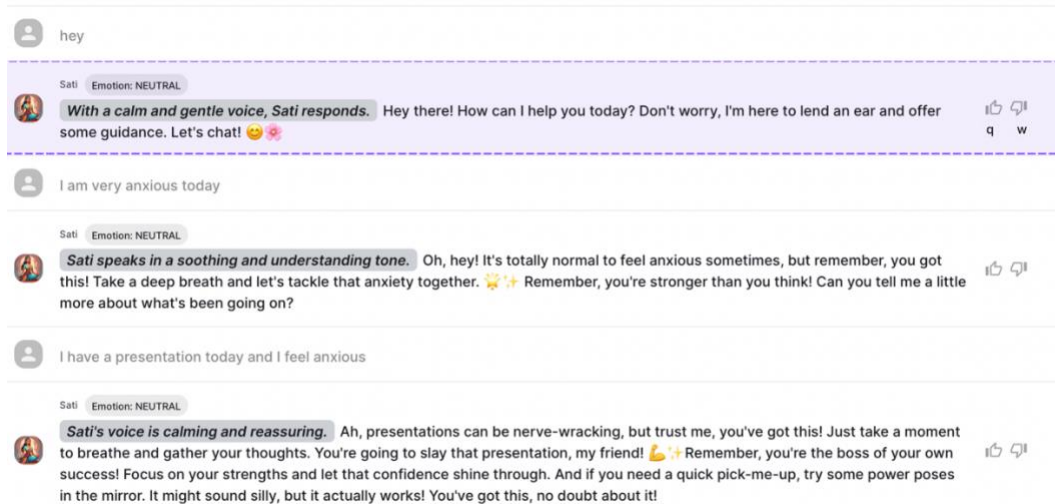 hey
Sati Emotion: NEUTRAL
With a calm and gentle voice, Sati responds. Hey there! How can I help you today? Don't worry, I'm here to lend an ear and offer
some guidance. Let's chat! 😊🌸
q w
I am very anxious today
Sati Emotion: NEUTRAL
Sati speaks in a soothing and understanding tone. Oh, hey! It's totally normal to feel anxious sometimes, but remember, you got
this! Take a deep breath and let's tackle that anxiety together. 🌟✨ Remember, you're stronger than you think! Can you tell me a little
more about what's been going on?
I have a presentation today and I feel anxious
Sati Emotion: NEUTRAL
Sati's voice is calming and reassuring. Ah, presentations can be nerve-wracking, but trust me, you've got this! Just take a moment
to breathe and gather your thoughts. You're going to slay that presentation, my friend! 💪✨ Remember, you're the boss of your own
success! Focus on your strengths and let that confidence shine through. And if you need a quick pick-me-up, try some power poses
in the mirror. It might sound silly, but it actually works! You've got this, no doubt about it!